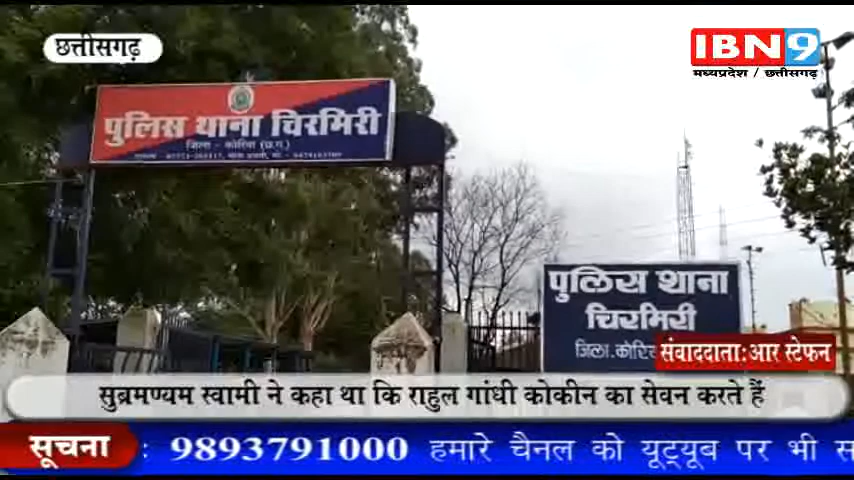 छत्तीसगढ़
IBN9
मध्यप्रदेश / छत्तीसगढ़
पुलिस थाना चिरमिरी
जिला - कोरिया (छ.ग.)
पुलिस थाना
चिरमिरी
जिला.कोरि
संवाददाता:आर स्टेफन
सुब्रमण्यम स्वामी ने कहा था कि राहुल गांधी कोकीन का सेवन करते हैं
सूचना : 9893791000 हमारे चैनल को यूट्यूब पर भी स